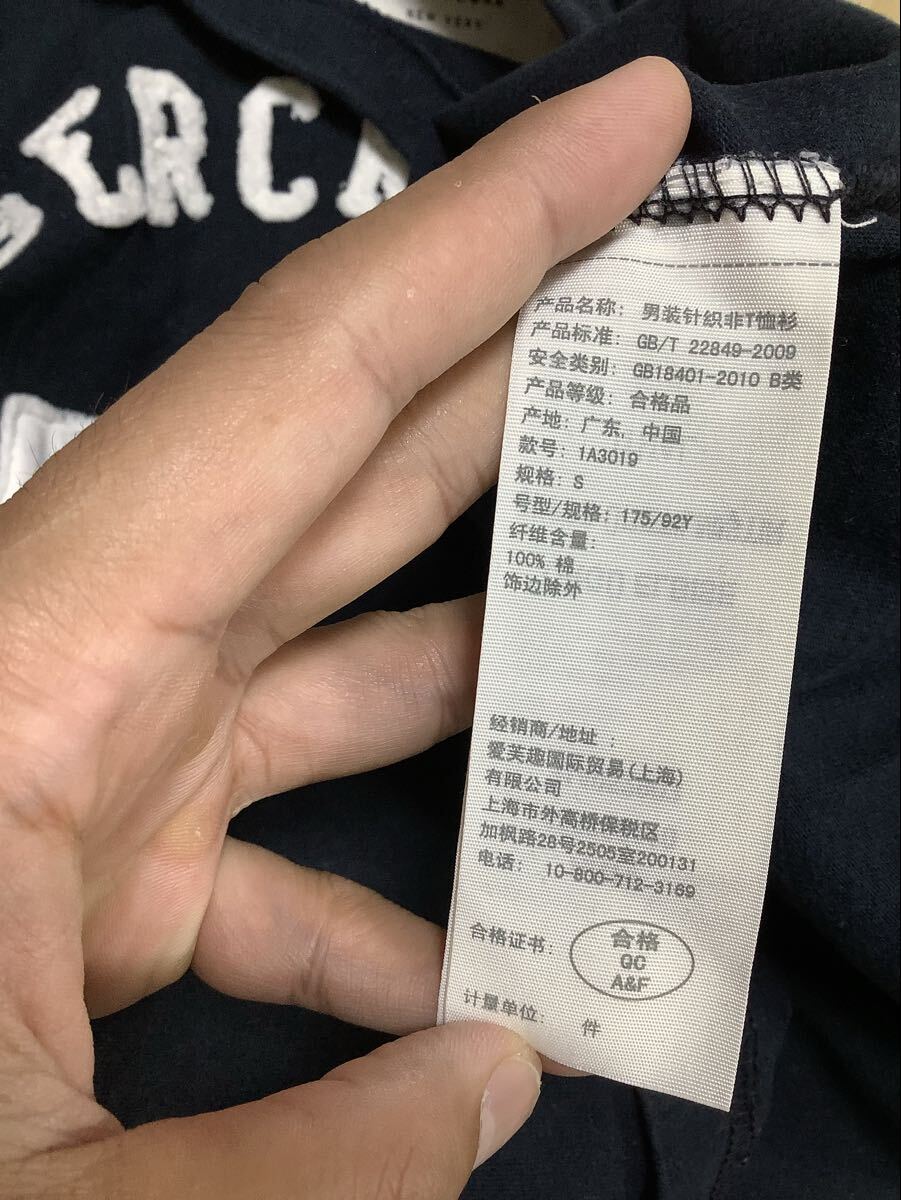 NEW YORK
ERC
产品名称: 男装针织非T恤衫
产品标准: GB/T 22849-2009
安全类别: GB18401-2010 B类
产品等级: 合格品
产地: 广东, 中国
款号: 1A3019
规格: S
号型/规格: 175/92Y
纤维含量:
100% 棉
饰边除外
经销商/地址 :
爱芙趣国际贸易(上海)
有限公司
上海市外高桥保税区
加枫路28号2505室200131
电话: 10-800-712-3169
合格证书:
合格
QC
A&F
计量单位: 件